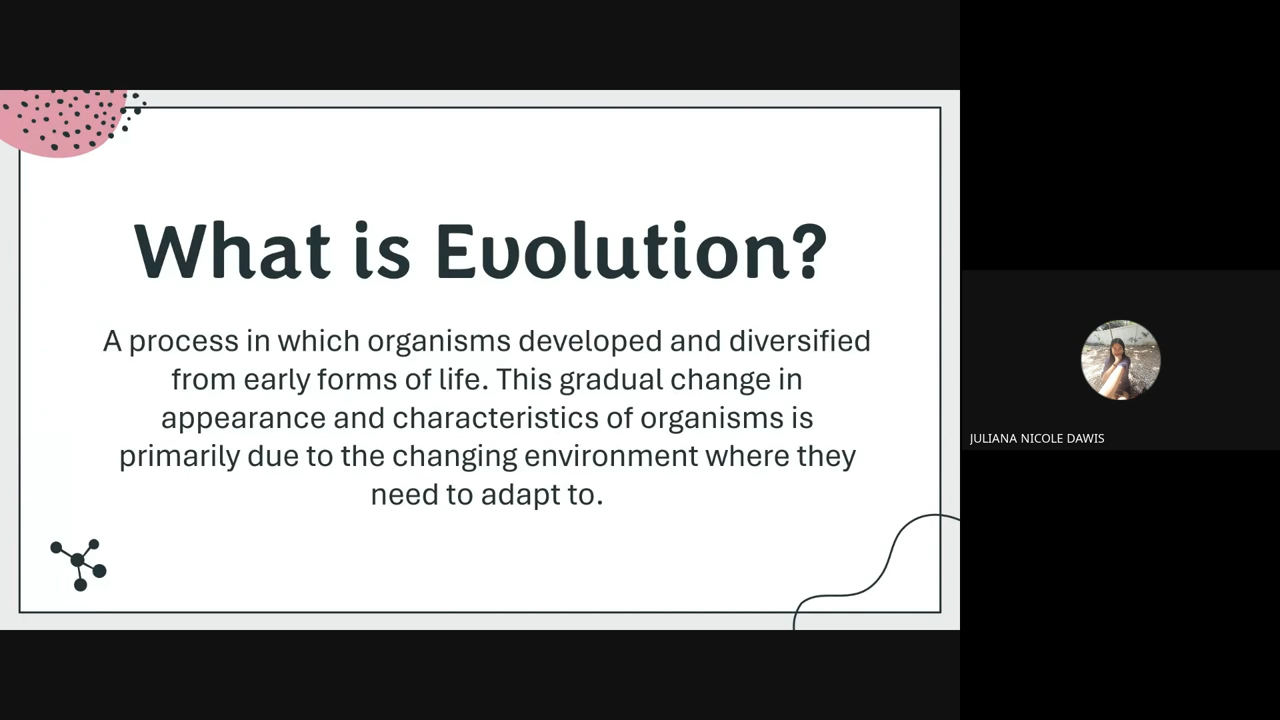 What is Evolution?
A process in which organisms developed and diversified
from early forms of life. This gradual change in
appearance and characteristics of organisms is
primarily due to the changing environment where they
need to adapt to.
JULIANA NICOLE DAWIS